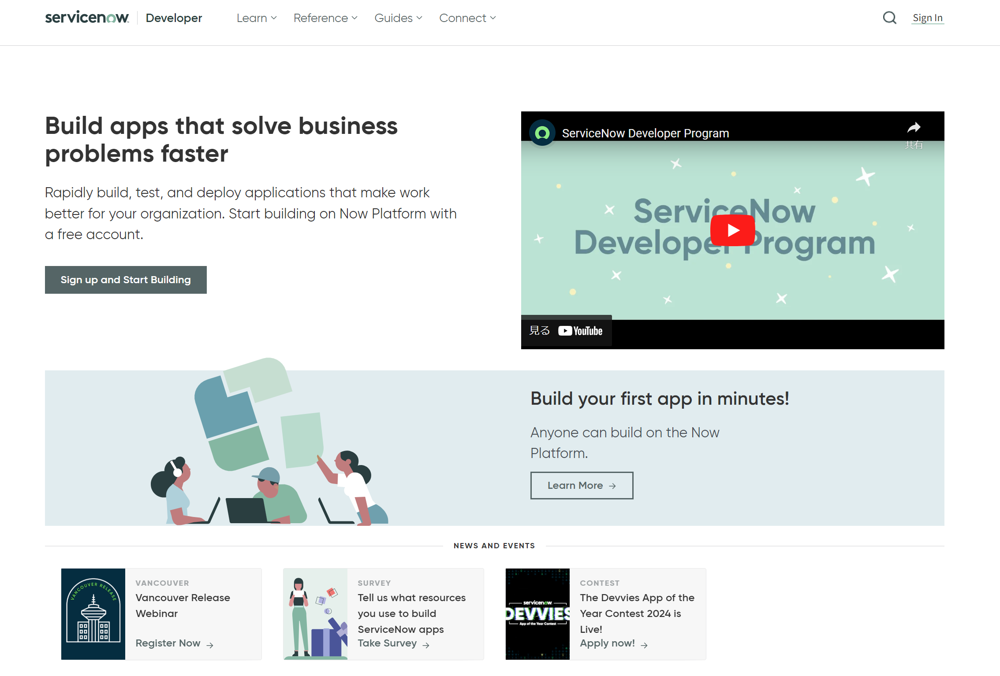 servicenow Developer Learn Reference Guides Connect Sign In
Build apps that solve business
problems faster
Rapidly build, test, and deploy applications that make work
better for your organization. Start building on Now Platform with
a free account.
Sign up and Start Building
ServiceNow Developer Program
共有
ServiceNow
Developer Program
見る YouTube
Build your first app in minutes!
Anyone can build on the Now
Platform.
Learn More →
NEWS AND EVENTS
VANCOUVER RELEASE
VANCOUVER
Vancouver Release
Webinar
Register Now →
SURVEY
Tell us what resources
you use to build
ServiceNow apps
Take Survey →
servicenow
DEVVIES
App of the Year Contest
CONTEST
The Devvies App of the
Year Contest 2024 is
Live!
Apply now! →